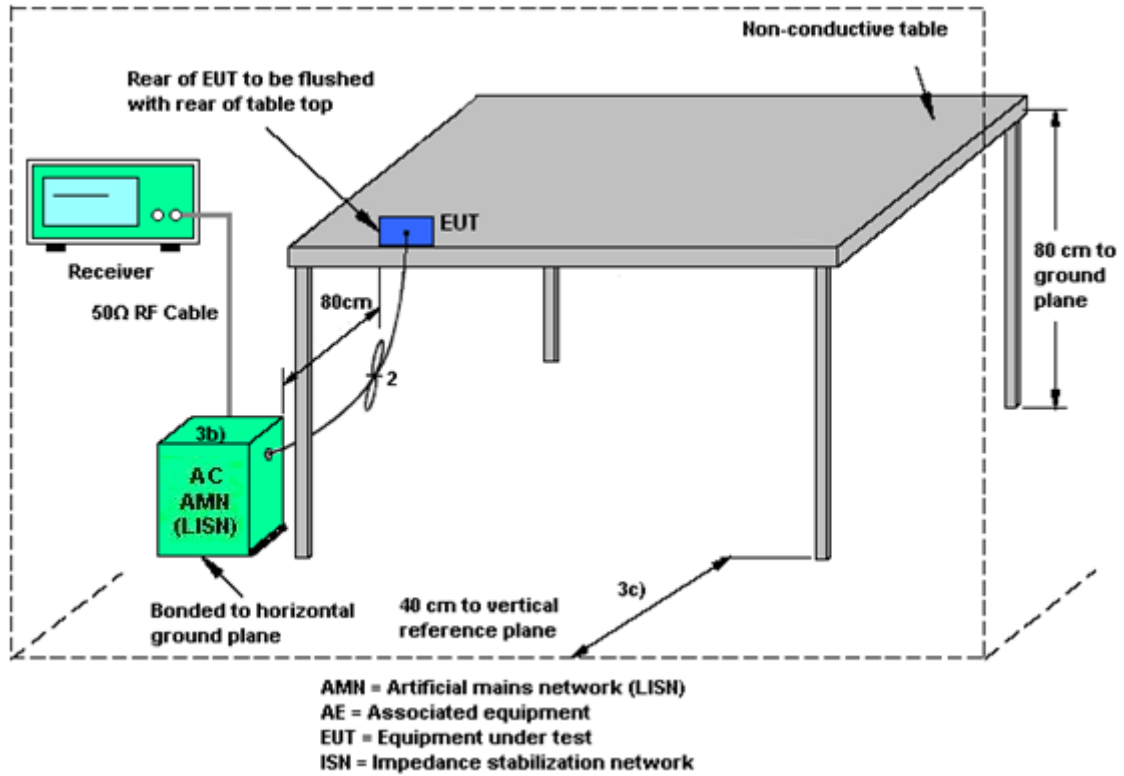 Non-conductive table
Rear of EUT to be flushed
with rear of table top
EUT
Receiver
50Ω RF Cable
80cm
80 cm to
ground
plane
2
3b)
AC
AMN
(LISN)
3c)
Bonded to horizontal
ground plane
40 cm to vertical
reference plane
AMN = Artificial mains network (LISN)
AE = Associated equipment
EUT = Equipment under test
ISN = Impedance stabilization network